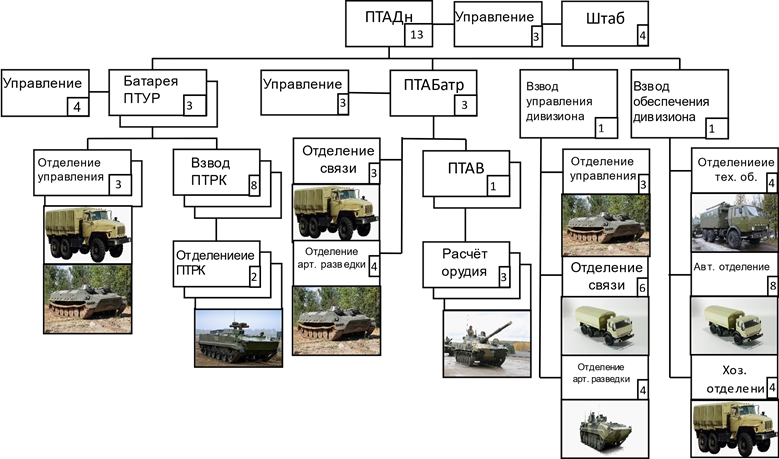 ПТАДн
13
Управление
3
Штаб
4
Управление
4
Батарея
ПТУР
3
Управление
3
ПТАБатр
3
Взвод
управления
дивизиона
1
Взвод
обеспечения
дивизиона
1
Отделение
управления
3
Взвод
ПТРК
8
Отделение
связи
3
ПТАВ
1
Отделение
управления
3
Отделениеие
тех. об.
4
Отделениеие
ПТРК
2
Отделение
арт. разведки
4
Расчёт
орудия
3
Отделение
связи
6
Авт. отделение
8
Отделение
арт. разведки
4
Хоз.
отделени
4